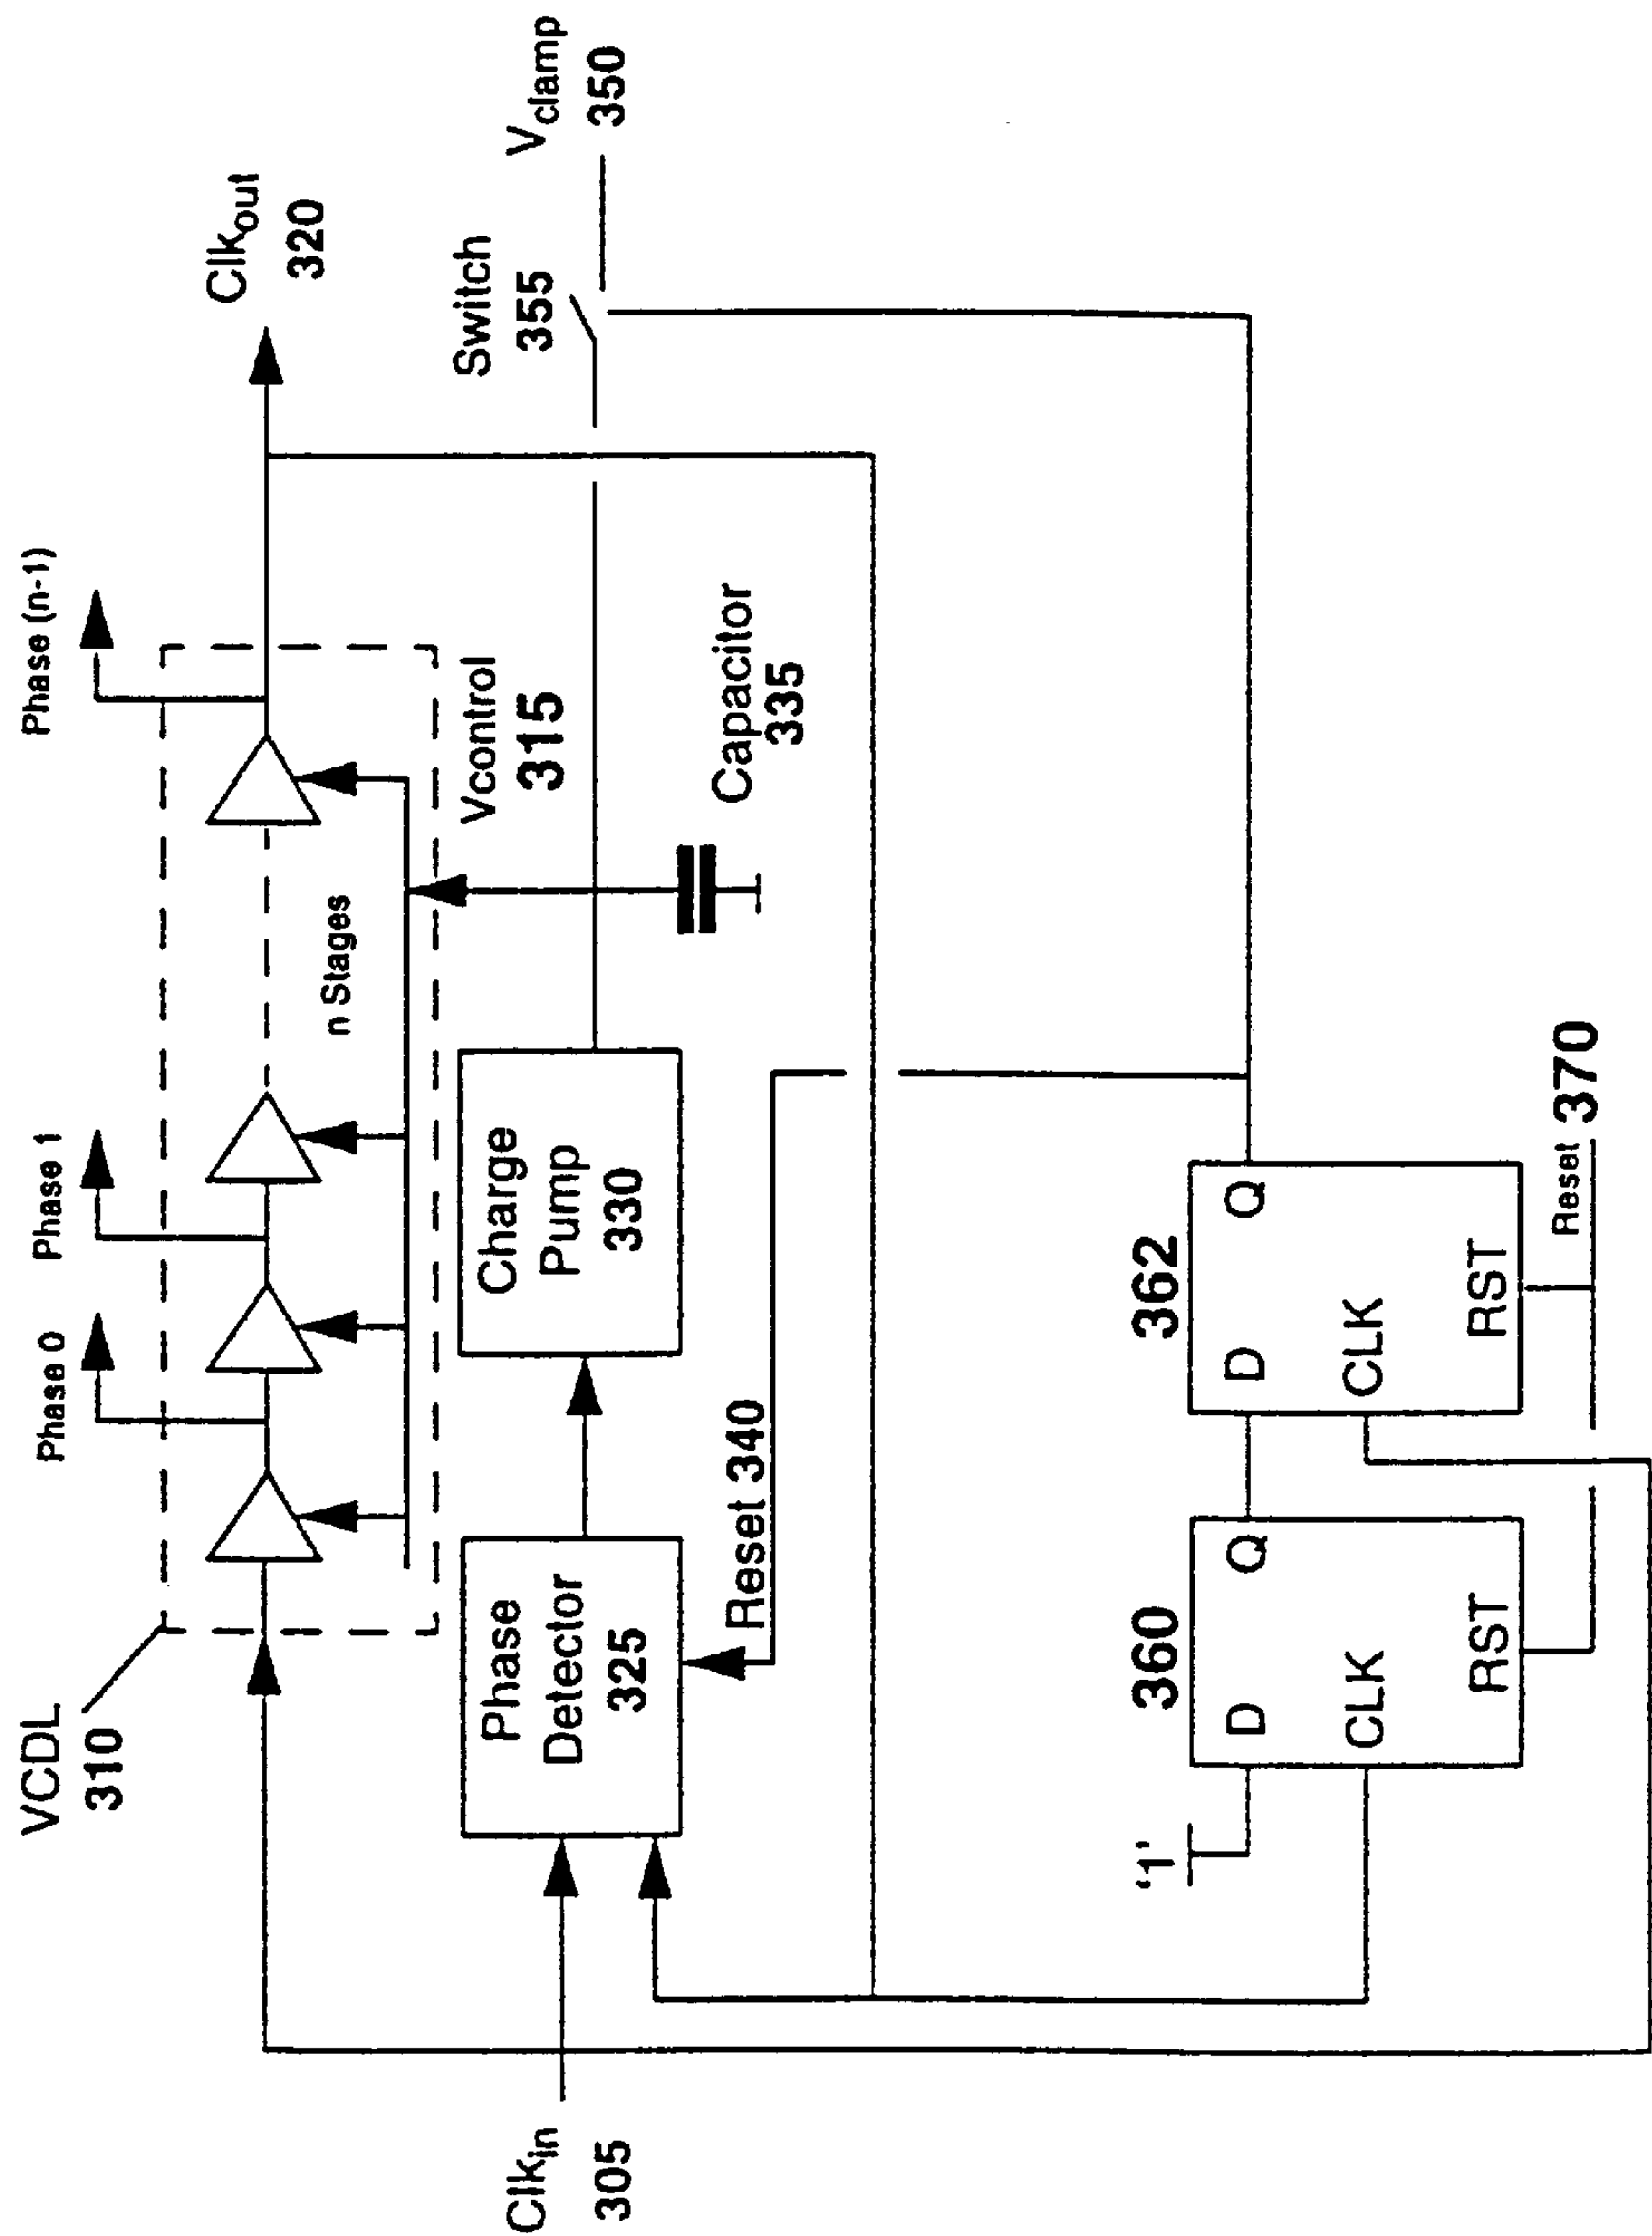 Phase 0
Phase 1
Phase (n-1)
VCDL
310
Clk_out
320
n Stages
Vcontrol
315
Switch
355
V_clamp
350
Clk_in
305
Phase
Detector
325
Charge
Pump
330
Capacitor
335
Reset 340
'1'
360
D
Q
CLK
RST
362
D
Q
CLK
RST
Reset 370